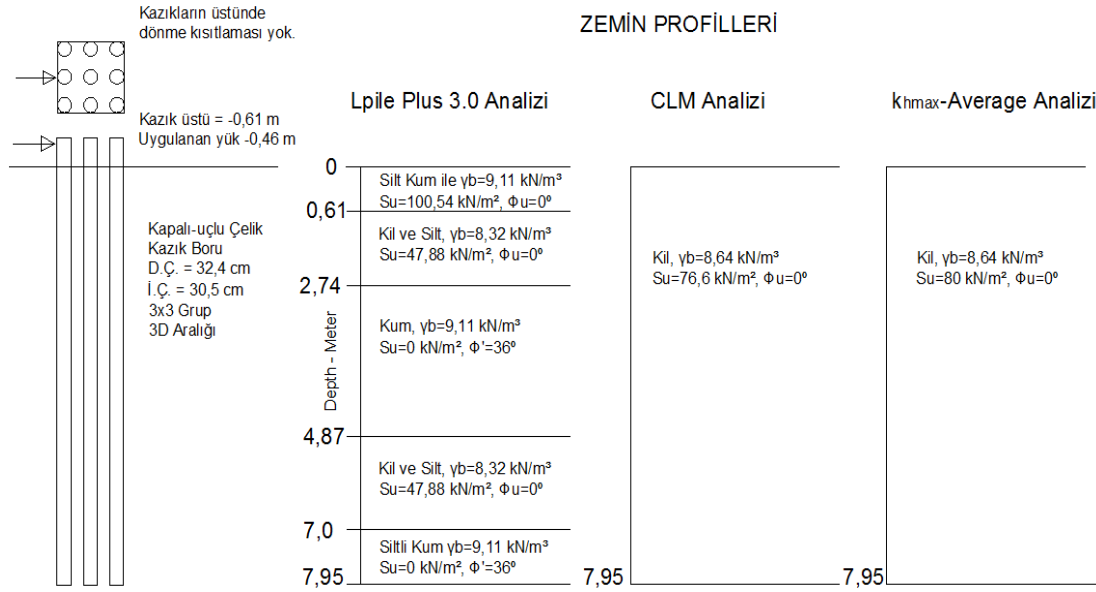 Kazıkların üstünde
dönme kısıtlaması yok.
ZEMİN PROFİLLERİ
Kazık üstü = -0,61 m
Uygulanan yük -0,46 m
Kapalı-uçlu Çelik
Kazık Boru
D.Ç. = 32,4 cm
İ.Ç. = 30,5 cm
3x3 Grup
3D Aralığı
Lpile Plus 3.0 Analizi
0
Silt Kum ile γb=9,11 kN/m³
Su=100,54 kN/m², Φu=0⁰
0,61
Kil ve Silt, γb=8,32 kN/m³
Su=47,88 kN/m², Φu=0⁰
2,74
Depth - Meter
Kum, γb=9,11 kN/m³
Su=0 kN/m², Φ'=36⁰
4,87
Kil ve Silt, γb=8,32 kN/m³
Su=47,88 kN/m², Φu=0⁰
7,0
Siltli Kum γb=9,11 kN/m³
Su=0 kN/m², Φ'=36⁰
7,95
CLM Analizi
Kil, γb=8,64 kN/m³
Su=76,6 kN/m², Φu=0⁰
7,95
khmax-Average Analizi
Kil, γb=8,64 kN/m³
Su=80 kN/m², Φu=0⁰
7,95